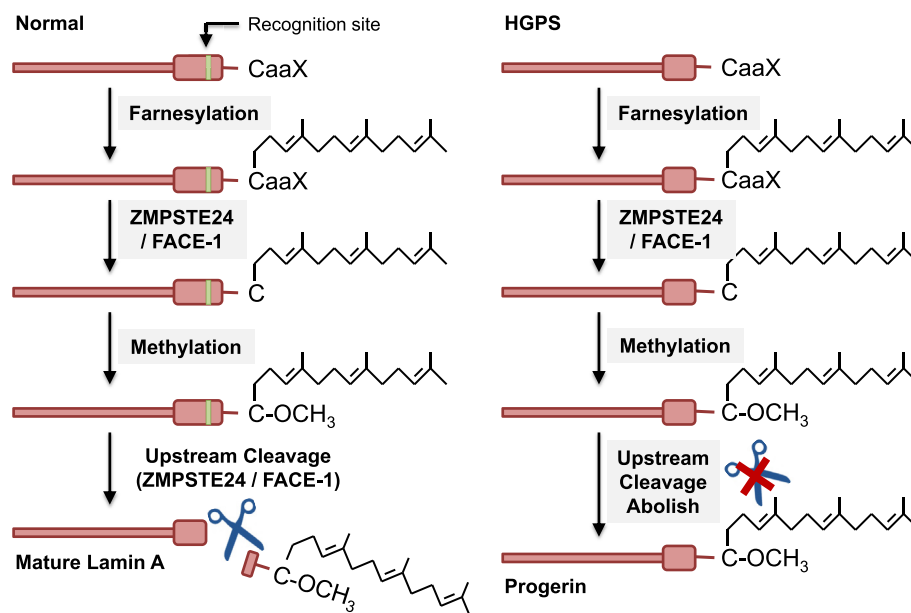 Normal
Recognition site
CaaX
Farnesylation
CaaX
ZMPSTE24
/ FACE-1
C
Methylation
C-OCH₃
Upstream Cleavage
(ZMPSTE24 / FACE-1)
Mature Lamin A
C-OCH₃
HGPS
CaaX
Farnesylation
CaaX
ZMPSTE24
/ FACE-1
C
Methylation
C-OCH₃
Upstream
Cleavage
Abolish
C-OCH₃
Progerin